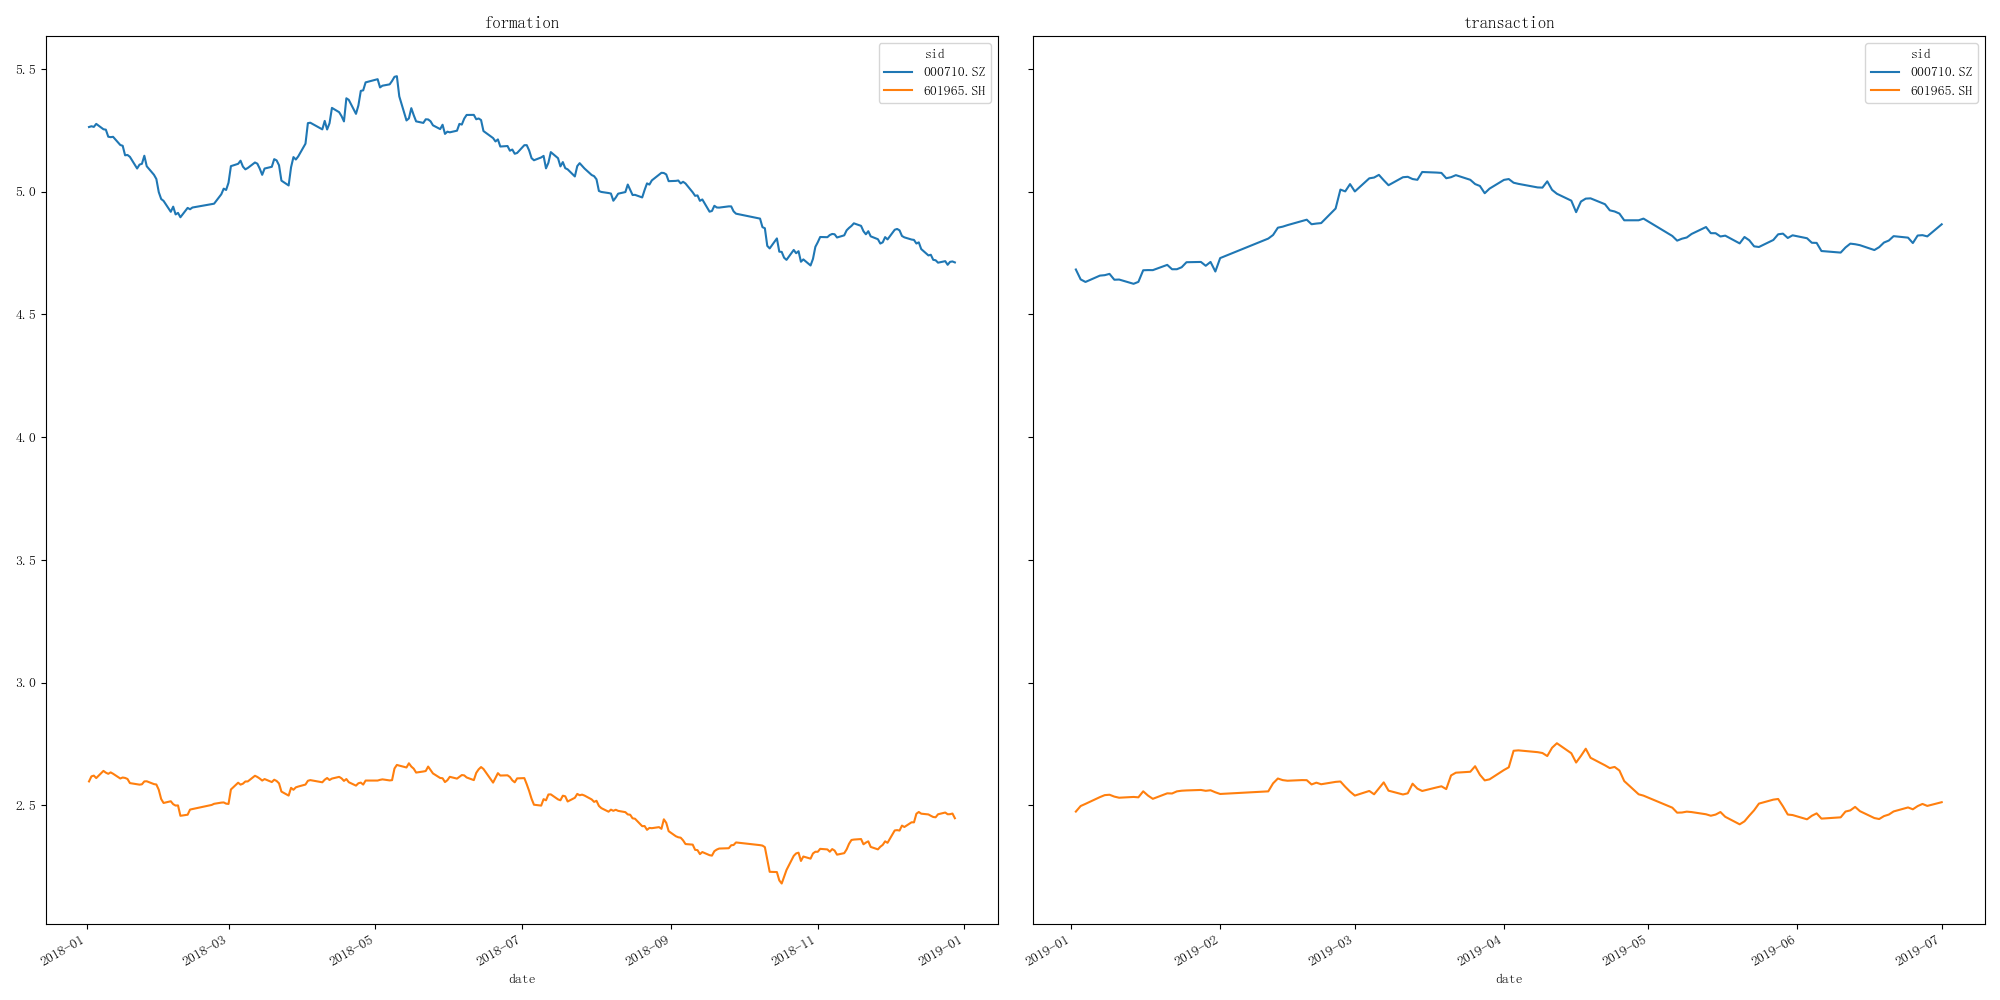 formation
sid
000710.SZ
601965.SH
5.5
5.0
4.5
4.0
3.5
3.0
2.5
2018-01
2018-03
2018-05
2018-07
2018-09
2018-11
2019-01
date
transaction
sid
000710.SZ
601965.SH
2019-01
2019-02
2019-03
2019-04
2019-05
2019-06
2019-07
date